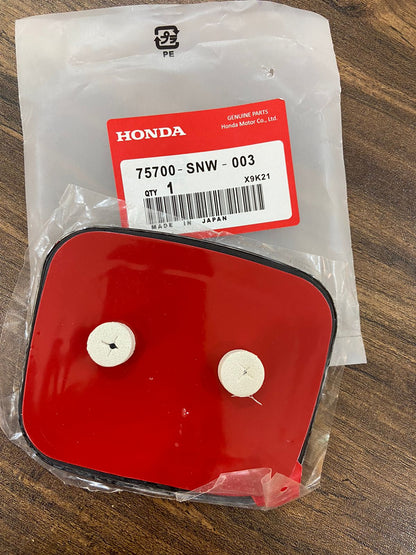 PE
HONDA
GENUINE PARTS
Honda Motor Co., Ltd.
75700-SNW-003
QTY 1 X9K21
MADE IN JAPAN